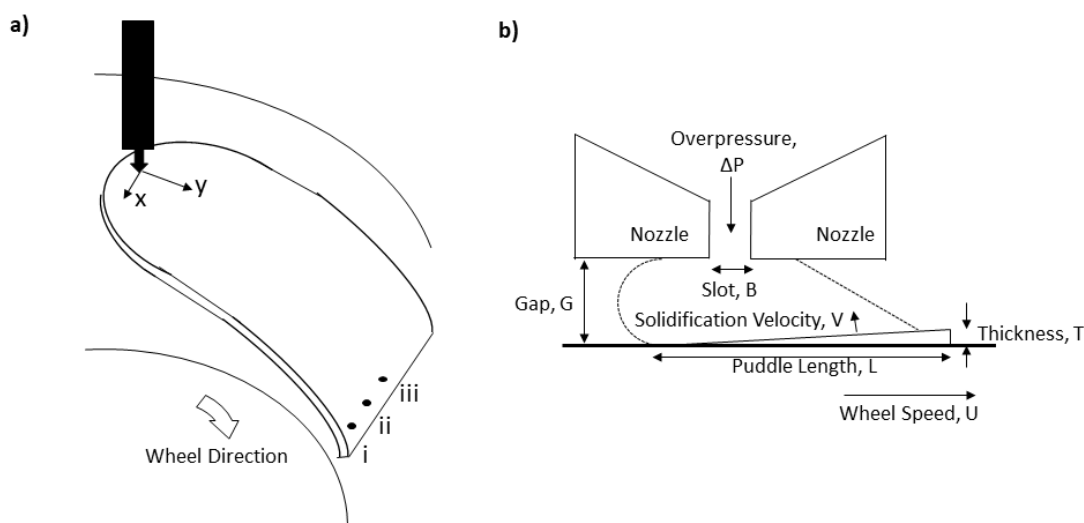 a)
x
y
i
ii
iii
Wheel Direction
b)
Overpressure,
ΔP
Nozzle
Nozzle
Slot, B
Gap, G
Solidification Velocity, V
Thickness, T
Puddle Length, L
Wheel Speed, U